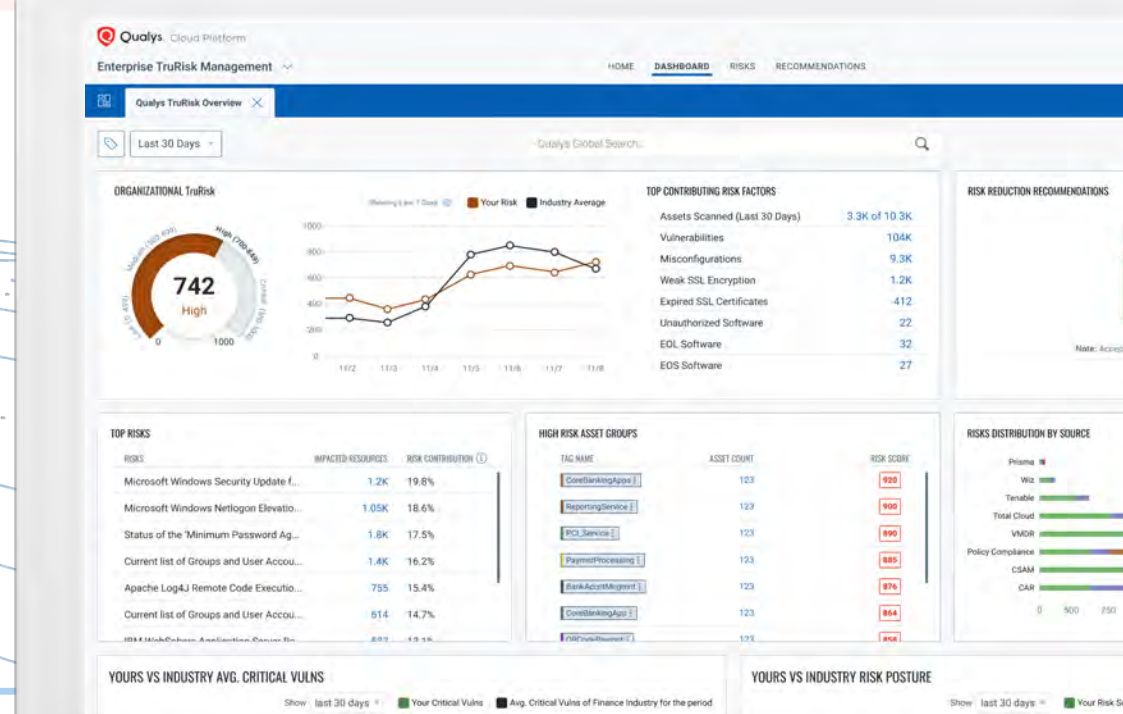 Qualys. Cloud Platform
Enterprise TruRisk Management
HOME DASHBOARD RISKS RECOMMENDATIONS
Qualys TruRisk Overview
Last 30 Days
Qualys Global Search...
ORGANIZATIONAL TruRisk
Your Risk Industry Average
High (700-849)
742
High
0 1000
1000
800
600
400
200
0
11/2 11/3 11/4 11/5 11/6 11/7 11/8
TOP CONTRIBUTING RISK FACTORS
Assets Scanned (Last 30 Days) 3.3K of 10.3K
Vulnerabilities 104K
Misconfigurations 9.3K
Weak SSL Encryption 1.2K
Expired SSL Certificates 412
Unauthorized Software 22
EOL Software 32
EOS Software 27
RISK REDUCTION RECOMMENDATIONS
Note:
TOP RISKS
RISKS IMPACTED RESOURCES RISK CONTRIBUTION
Microsoft Windows Security Update f... 1.2K 19.8%
Microsoft Windows Netlogon Elevatio... 1.05K 18.6%
Status of the 'Minimum Password Ag... 1.8K 17.5%
Current list of Groups and User Accou... 1.4K 16.2%
Apache Log4J Remote Code Executio... 755 15.4%
Current list of Groups and User Accou... 614 14.7%
HIGH RISK ASSET GROUPS
TAG NAME ASSET COUNT RISK SCORE
CoreBankingApps 123 920
ReportingService 123 900
PCI_Service 123 890
PaymntProcessing 123 885
BankAccntMngmnt 123 876
CoreBankingApp 123 864
123 858
RISKS DISTRIBUTION BY SOURCE
Prisma
Wiz
Tenable
Total Cloud
VMDR
Policy Compliance
CSAM
CAR
0 500 750
YOURS VS INDUSTRY AVG. CRITICAL VULNS
Show last 30 days Your Critical Vulns Avg. Critical Vulns of Finance Industry for the period
YOURS VS INDUSTRY RISK POSTURE
Show last 30 days Your Risk